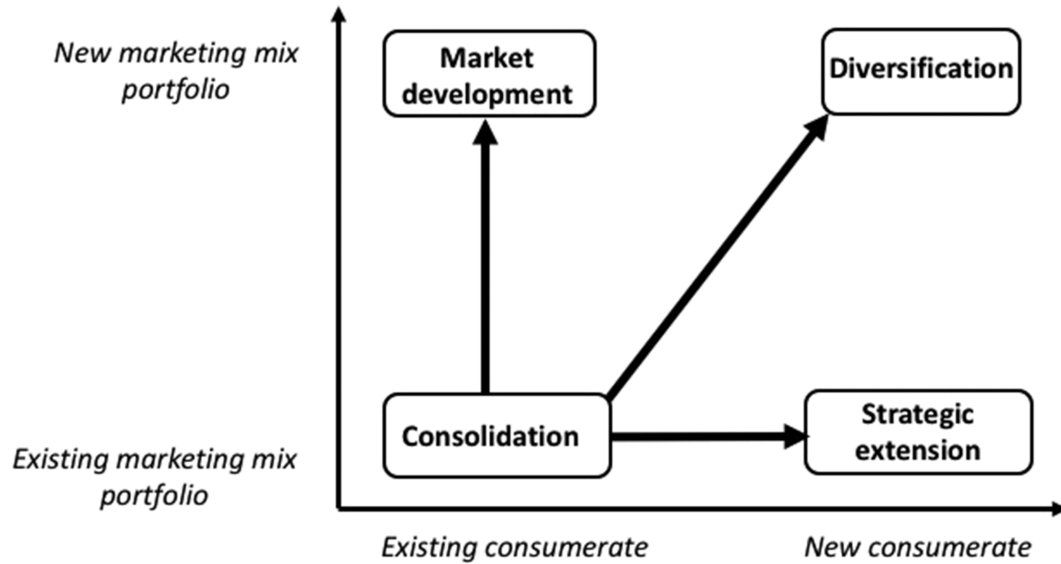 New marketing mix
portfolio
Market
development
Diversification
Consolidation
Strategic
extension
Existing marketing mix
portfolio
Existing consumerate
New consumerate